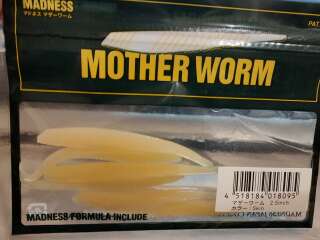 MADNESS
マドネス マザーワーム
PAT
MOTHER WORM
4 518184 018095
マザーワーム 2.5inch
MADNESS FORMULA INCLUDE